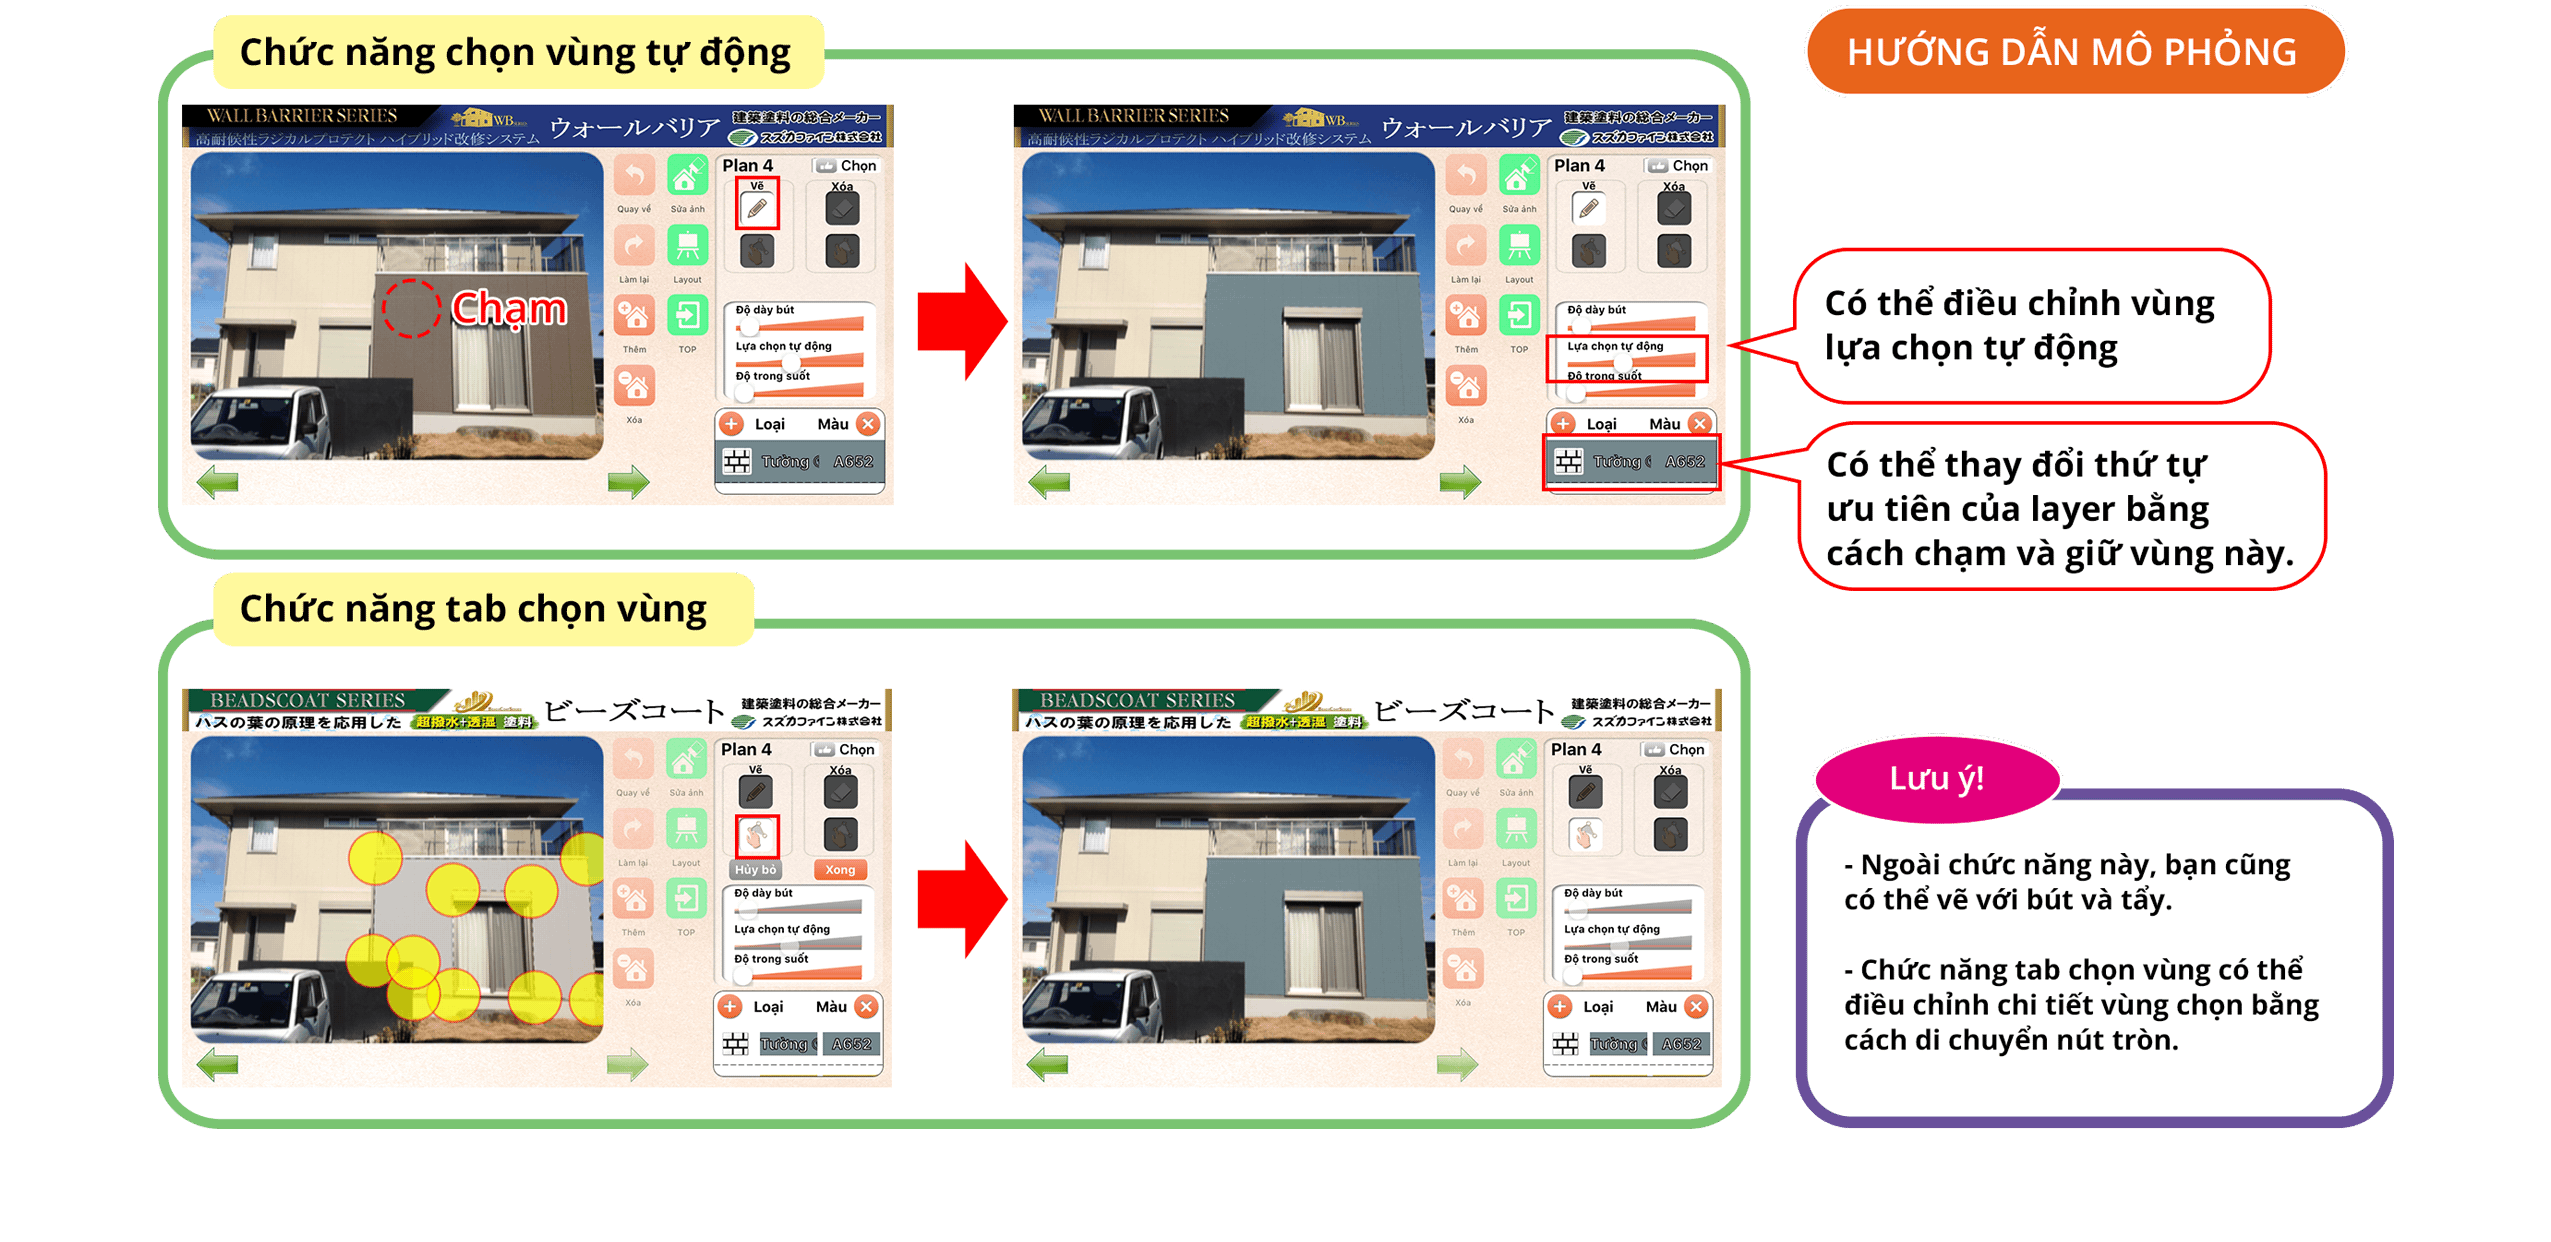 HƯỚNG DẪN MÔ PHỎNG
Chức năng chọn vùng tự động
WALL BARRIER SERIES
WB
ウォールバリア
建築塗料の総合メーカー
高耐候性ラジカルプロテクト ハイブリッド改修システム
スズカファイン株式会社
Plan 4
Chọn
Vẽ
Xóa
Quay về
Sửa ảnh
Làm lại
Layout
Thêm
TOP
Xóa
Chạm
Độ dày bút
Lựa chọn tự động
Độ trong suốt
Loại
Màu
Tường
A652
WALL BARRIER SERIES
WB
ウォールバリア
建築塗料の総合メーカー
高耐候性ラジカルプロテクト ハイブリッド改修システム
スズカファイン株式会社
Plan 4
Chọn
Vẽ
Xóa
Quay về
Sửa ảnh
Làm lại
Layout
Thêm
TOP
Xóa
Độ dày bút
Lựa chọn tự động
Độ trong suốt
Loại
Màu
Tường
A652
Có thể điều chỉnh vùng
lựa chọn tự động
Có thể thay đổi thứ tự
ưu tiên của layer bằng
cách chạm và giữ vùng này.
Chức năng tab chọn vùng
BEADSCOAT SERIES
ビーズコート
建築塗料の総合メーカー
ハスの葉の原理を応用した 超撥水+透湿 塗料
スズカファイン株式会社
Plan 4
Chọn
Vẽ
Xóa
Quay về
Sửa ảnh
Làm lại
Layout
Thêm
TOP
Xóa
Hủy bỏ
Xong
Độ dày bút
Lựa chọn tự động
Độ trong suốt
Loại
Màu
Tường
A652
BEADSCOAT SERIES
ビーズコート
建築塗料の総合メーカー
ハスの葉の原理を応用した 超撥水+透湿 塗料
スズカファイン株式会社
Plan 4
Chọn
Vẽ
Xóa
Quay về
Sửa ảnh
Làm lại
Layout
Thêm
TOP
Xóa
Độ dày bút
Lựa chọn tự động
Độ trong suốt
Loại
Màu
Tường
A652
Lưu ý!
- Ngoài chức năng này, bạn cũng
có thể vẽ với bút và tẩy.
- Chức năng tab chọn vùng có thể
điều chỉnh chi tiết vùng chọn bằng
cách di chuyển nút tròn.